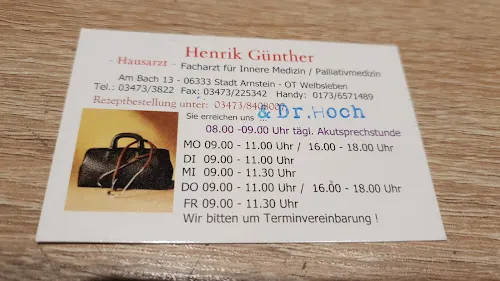 Henrik Günther
- Hausarzt - Facharzt für Innere Medizin / Palliativmedizin
Am Bach 13 - 06333 Stadt Arnstein - OT Welbsleben
Tel.: 03473/3822 Fax: 03473/225342 Handy: 0173/6571489
Rezeptbestellung unter: 03473/8408007
& Dr. Hoch
Sie erreichen uns
08.00 -09.00 Uhr tägl. Akutsprechstunde
MO 09.00 - 11.00 Uhr / 16.00 - 18.00 Uhr
DI 09.00 - 11.00 Uhr
MI 09.00 - 11.30 Uhr
DO 09.00 - 11.00 Uhr / 16.00 - 18.00 Uhr
FR 09.00 - 11.30 Uhr
Wir bitten um Terminvereinbarung !